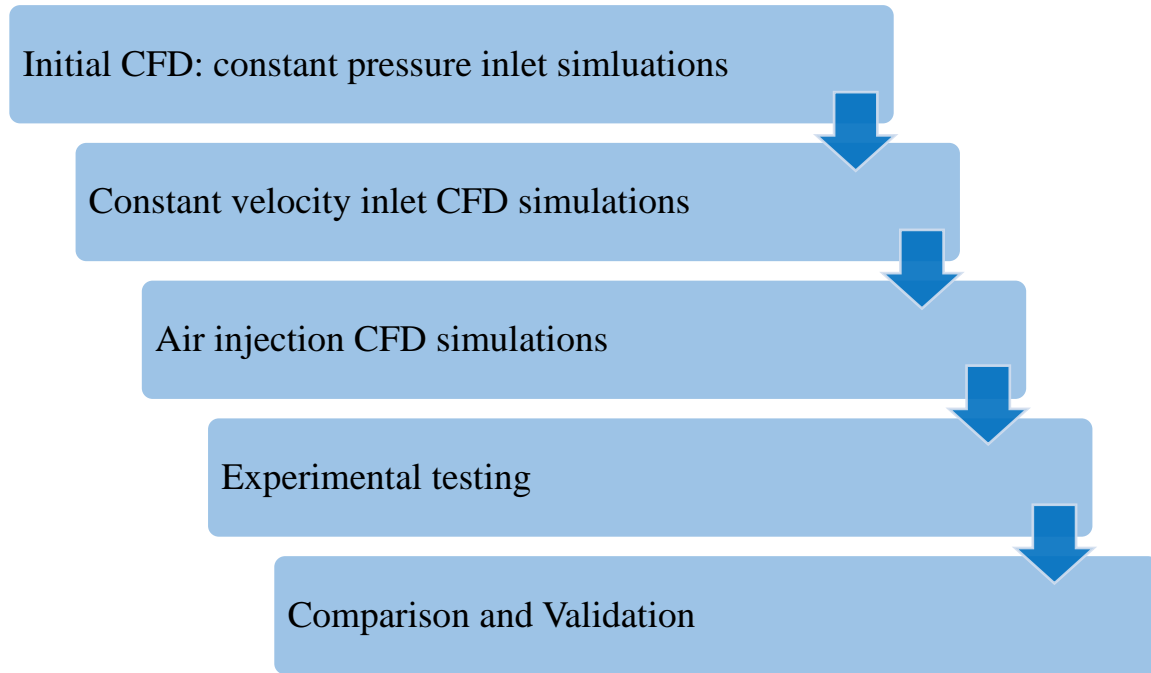 Initial CFD: constant pressure inlet simluations
Constant velocity inlet CFD simulations
Air injection CFD simulations
Experimental testing
Comparison and Validation